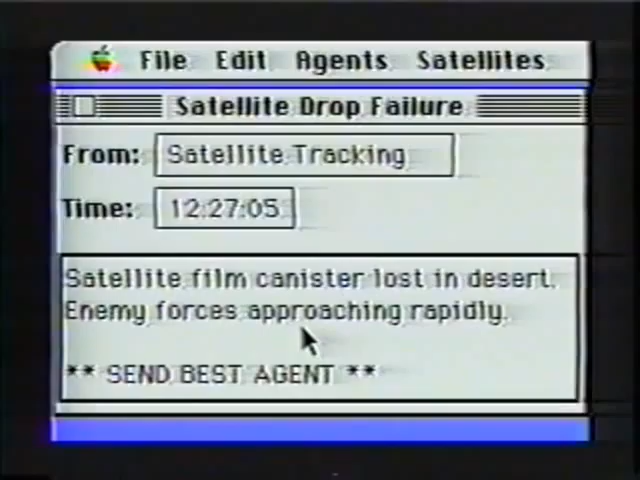 File Edit Agents Satellites
Satellite Drop Failure
From: Satellite Tracking
Time: 12:27:05
Satellite film canister lost in desert.
Enemy forces approaching rapidly.
** SEND BEST AGENT **